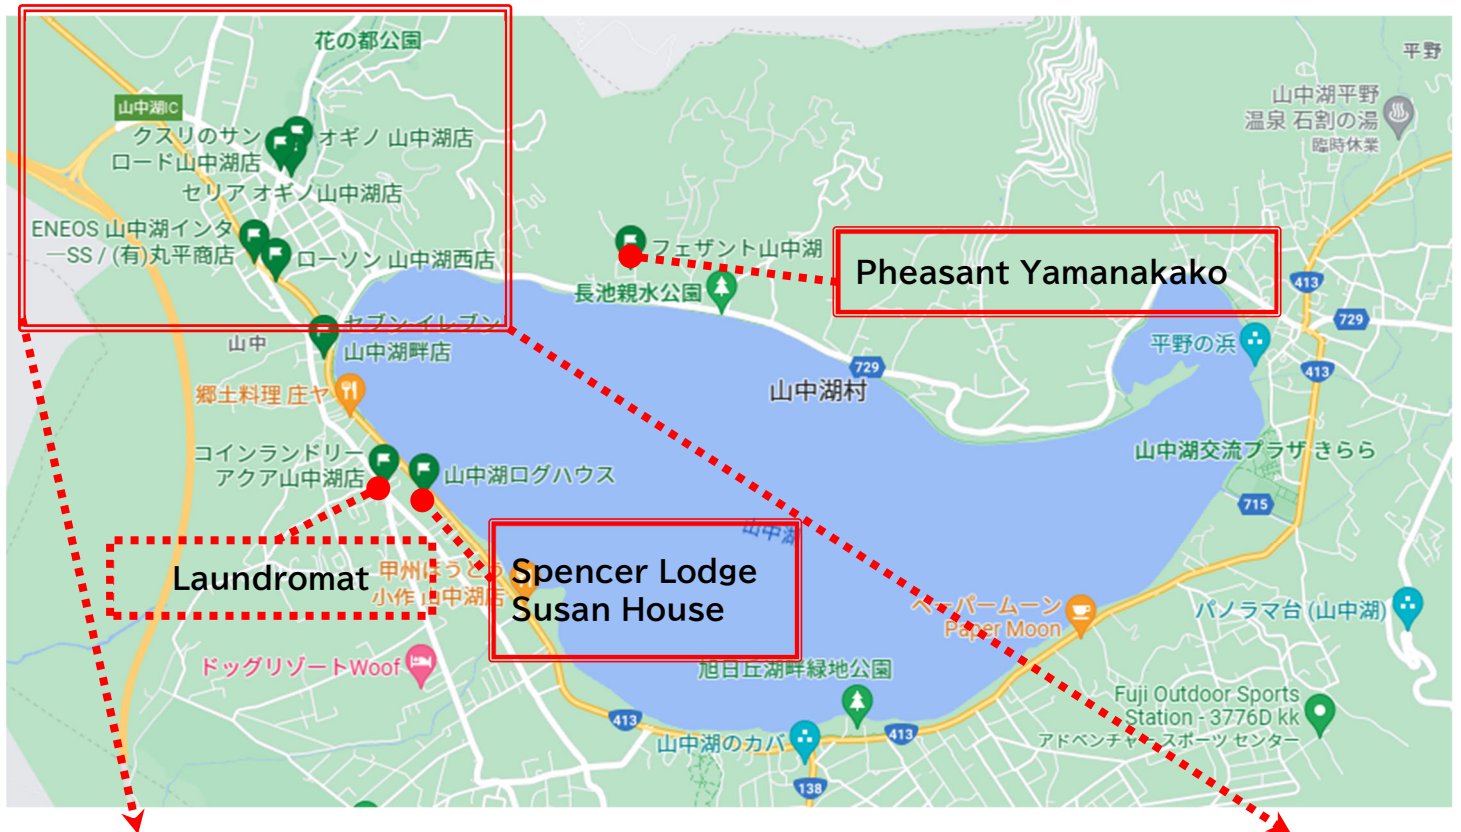 花の都公園
平野
山中湖IC
クスリのサン
ロード山中湖店
オギノ 山中湖店
セリア オギノ山中湖店
山中湖平野
温泉 石割の湯
臨時休業
ENEOS 山中湖インタ
ーSS / (有)丸平商店
ローソン 山中湖西店
フェザント山中湖
Pheasant Yamanakako
長池親水公園
413
729
セブン-イレブン
山中湖畔店
山中
平野の浜
729
413
山中湖村
郷土料理 庄ヤ
コインランドリー
アクア山中湖店
山中湖ログハウス
山中湖交流プラザ きらら
715
山中湖
Laundromat
甲州ほうとう
小作 山中湖店
Spencer Lodge
Susan House
ペーパームーン
Paper Moon
パノラマ台 (山中湖)
ドッグリゾートWoof
旭日丘湖畔緑地公園
Fuji Outdoor Sports
Station - 3776D kk
アドベンチャー スポーツ センター
413
山中湖のカバ
413
138